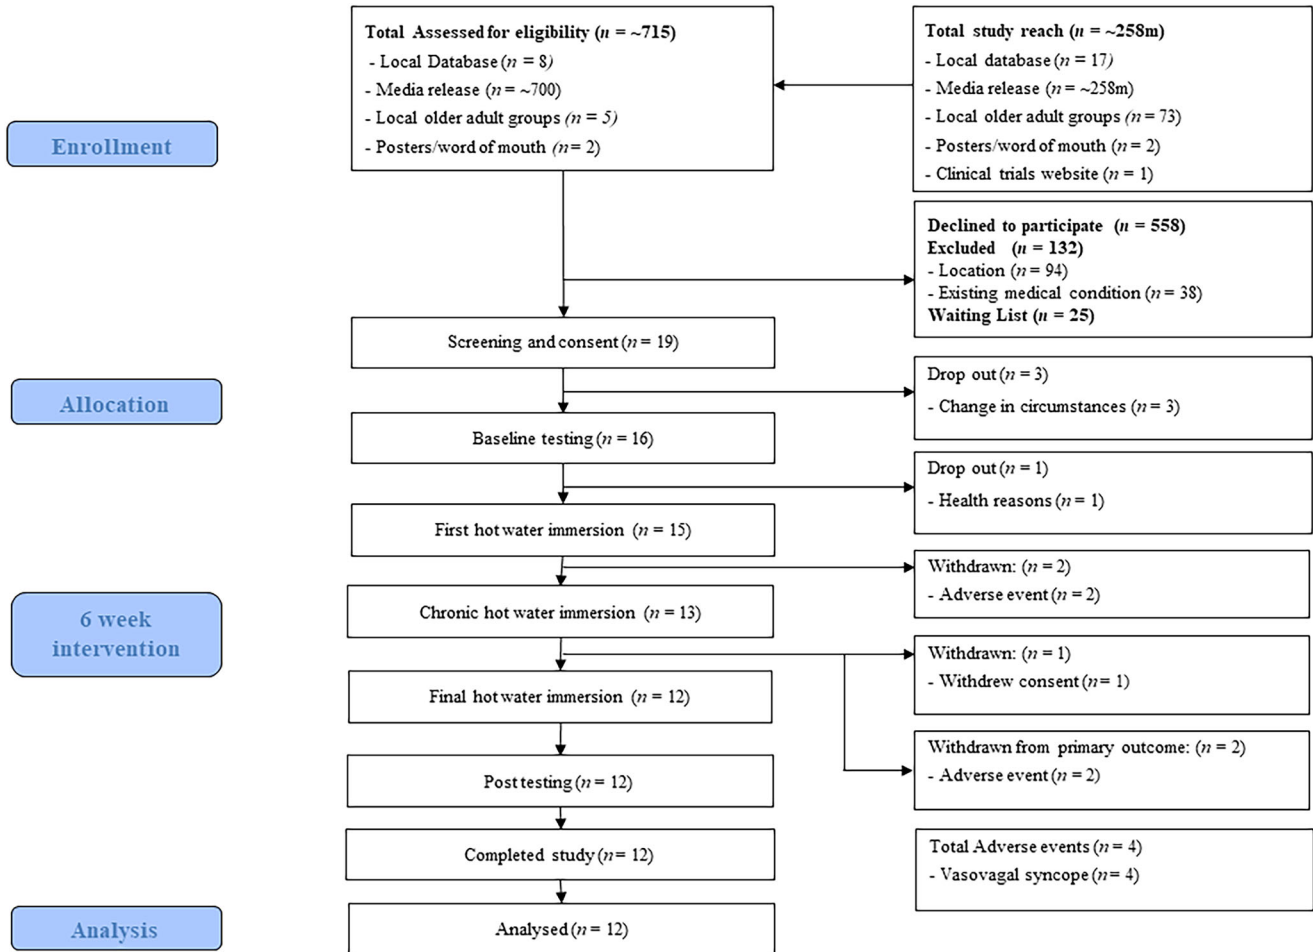 Total Assessed for eligibility (n = ~715)
- Local Database (n = 8)
- Media release (n = ~700)
- Local older adult groups (n = 5)
- Posters/word of mouth (n = 2)
Total study reach (n = ~258m)
- Local database (n = 17)
- Media release (n = ~258m)
- Local older adult groups (n = 73)
- Posters/word of mouth (n = 2)
- Clinical trials website (n = 1)
Enrollment
Declined to participate (n = 558)
Excluded (n = 132)
- Location (n = 94)
- Existing medical condition (n = 38)
Waiting List (n = 25)
Screening and consent (n = 19)
Allocation
Drop out (n = 3)
- Change in circumstances (n = 3)
Baseline testing (n = 16)
Drop out (n = 1)
- Health reasons (n = 1)
First hot water immersion (n = 15)
Withdrawn: (n = 2)
- Adverse event (n = 2)
6 week
intervention
Chronic hot water immersion (n = 13)
Withdrawn: (n = 1)
- Withdrew consent (n = 1)
Final hot water immersion (n = 12)
Withdrawn from primary outcome: (n = 2)
- Adverse event (n = 2)
Post testing (n = 12)
Completed study (n = 12)
Total Adverse events (n = 4)
- Vasovagal syncope (n = 4)
Analysis
Analysed (n = 12)